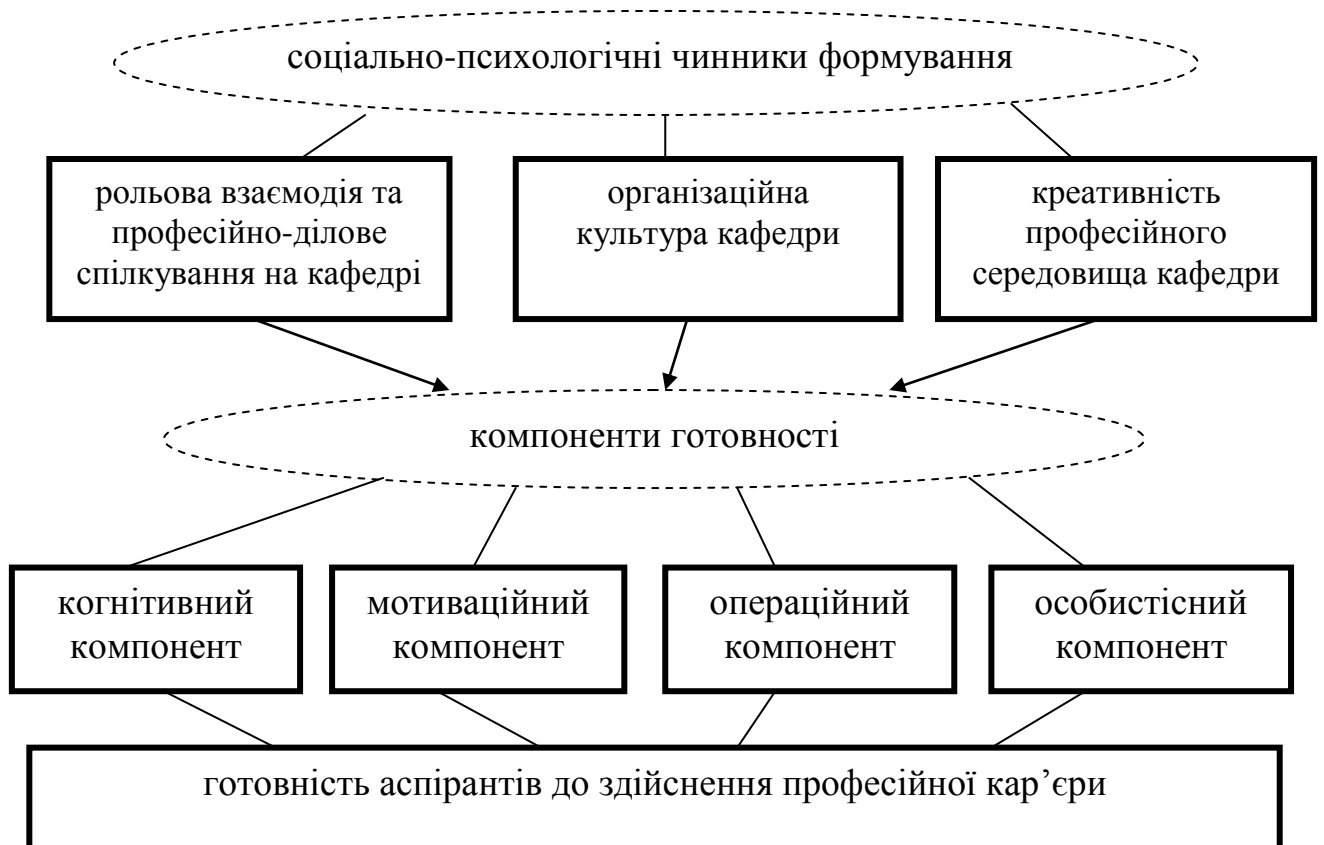 соціально-психологічні чинники формування
рольова взаємодія та
професійно-ділове
спілкування на кафедрі
організаційна
культура кафедри
креативність
професійного
середовища кафедри
компоненти готовності
когнітивний
компонент
мотиваційний
компонент
операційний
компонент
особистісний
компонент
готовність аспірантів до здійснення професійної кар’єри